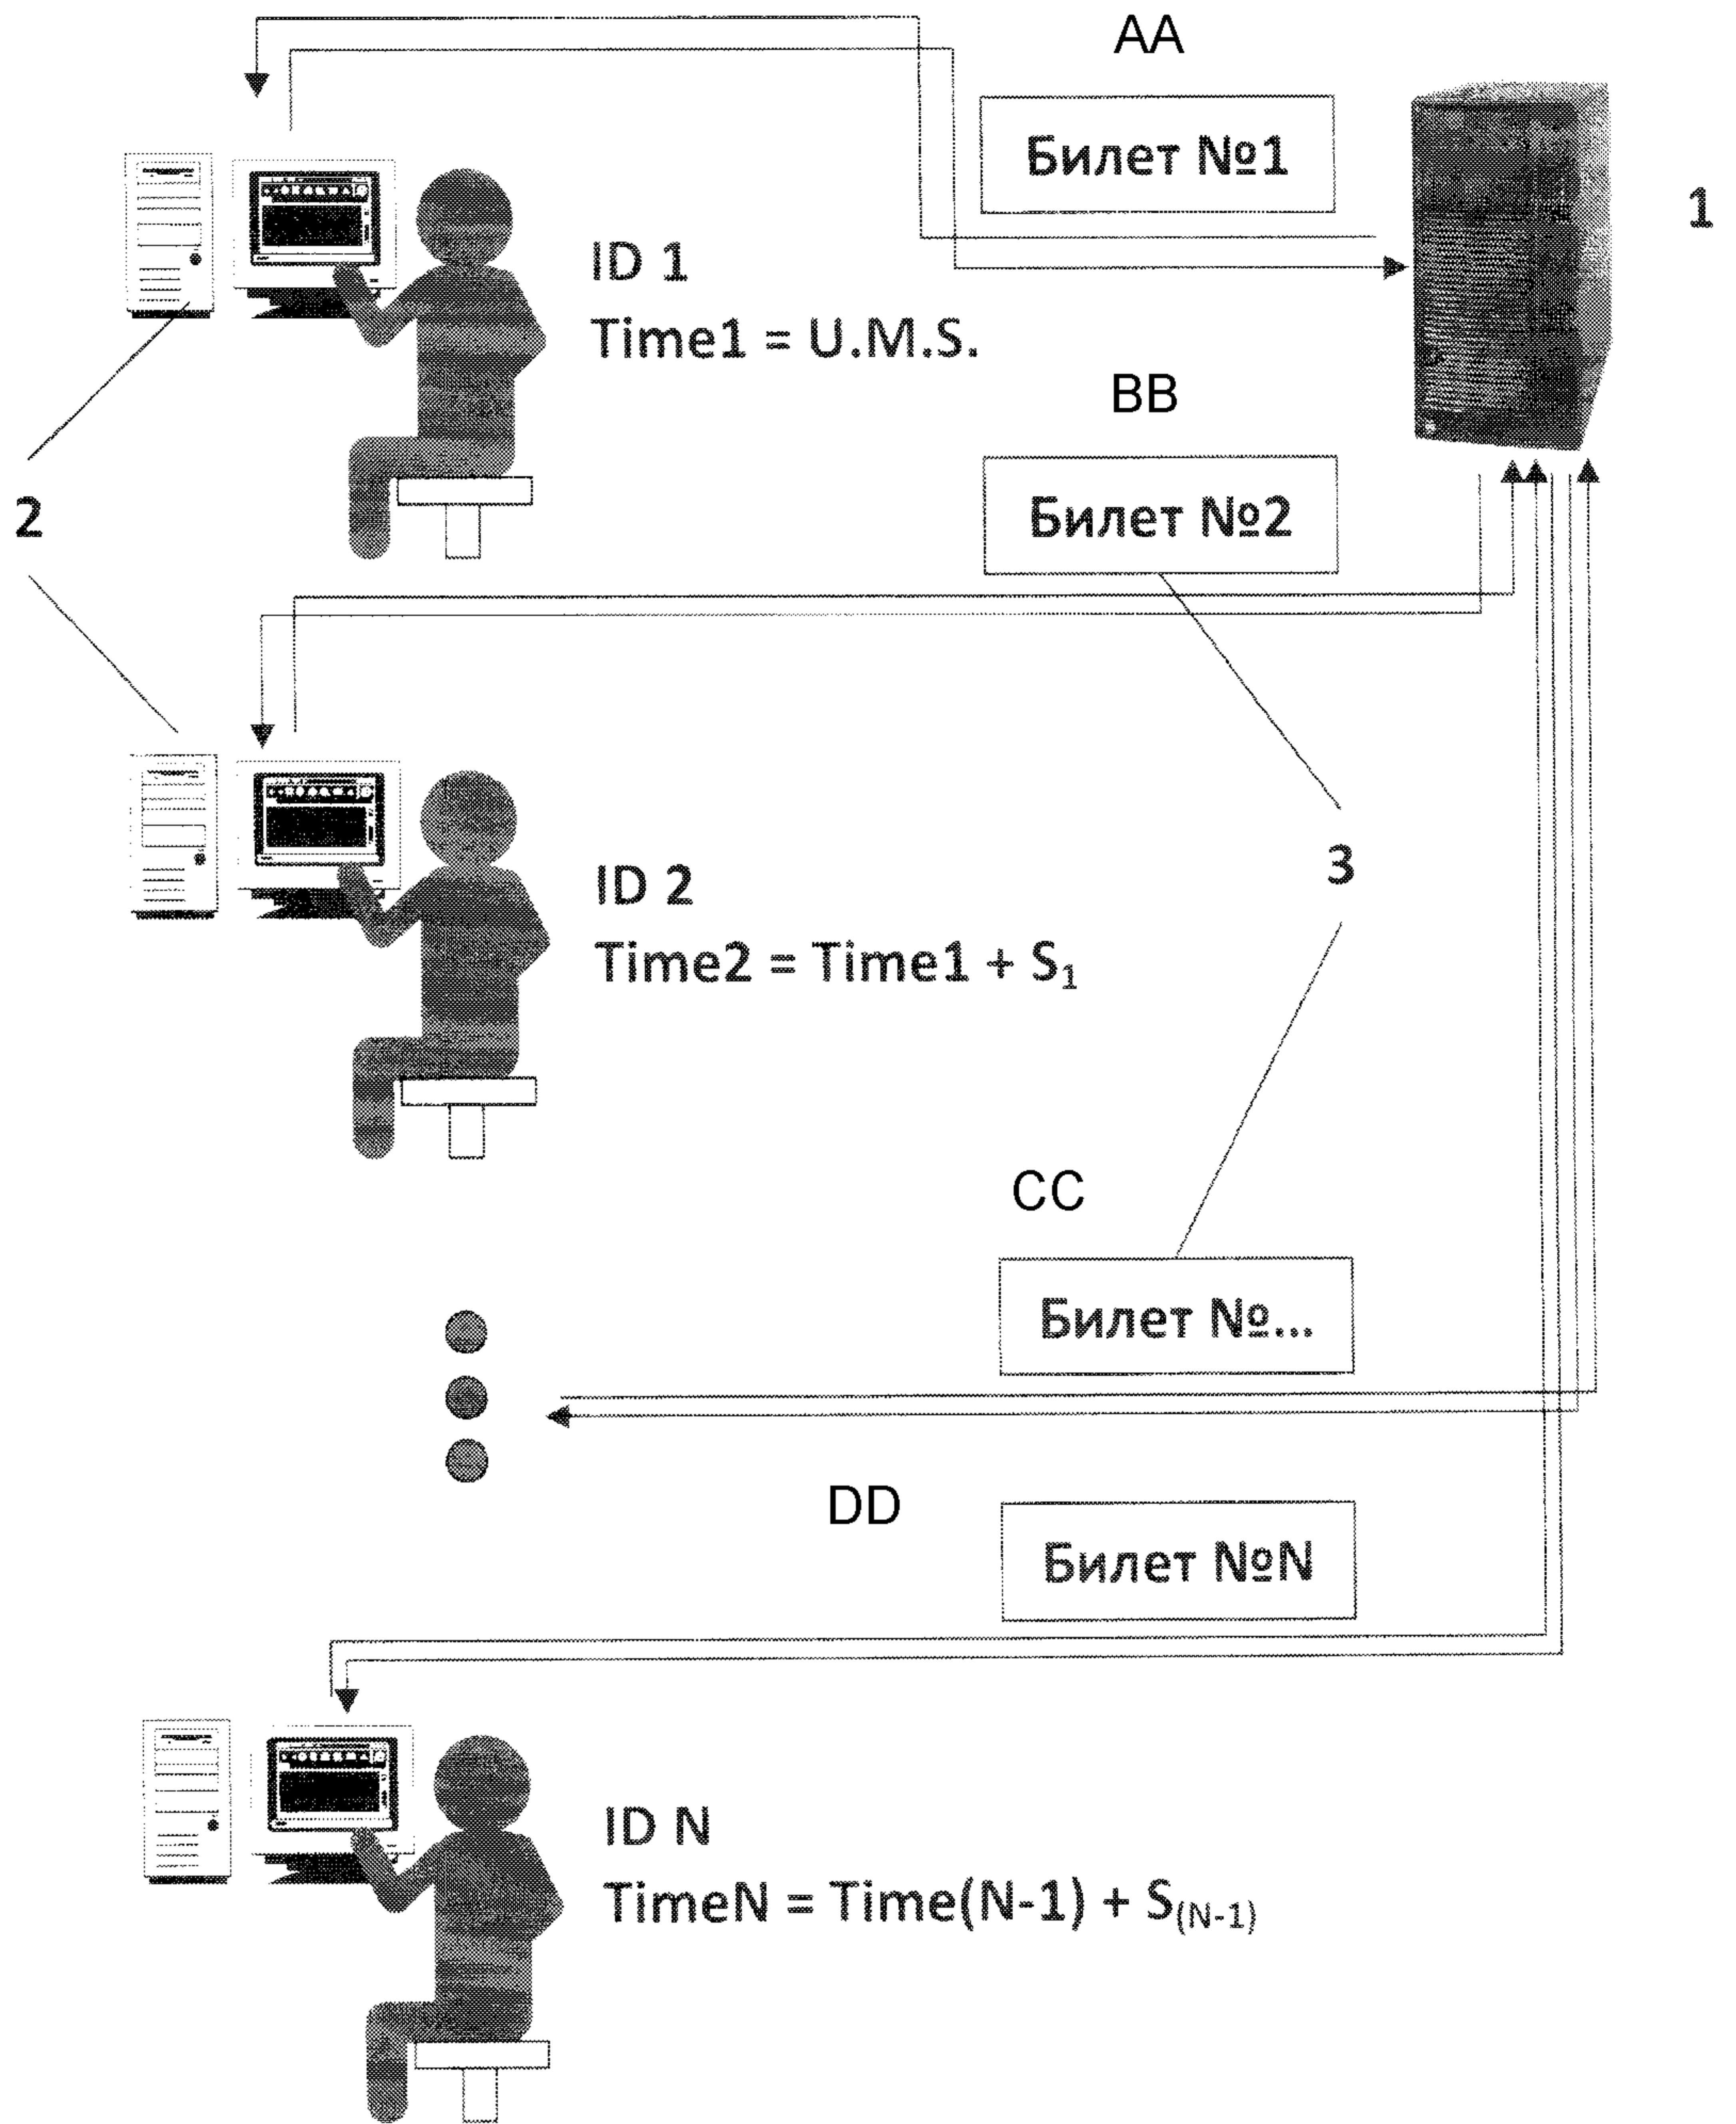 AA
Билет №1
1
ID 1
Time1 = U.M.S.
BB
2
Билет №2
3
ID 2
Time2 = Time1 + S₁
CC
Билет №...
DD
Билет №N
ID N
TimeN = Time(N-1) + S₍N-1₎